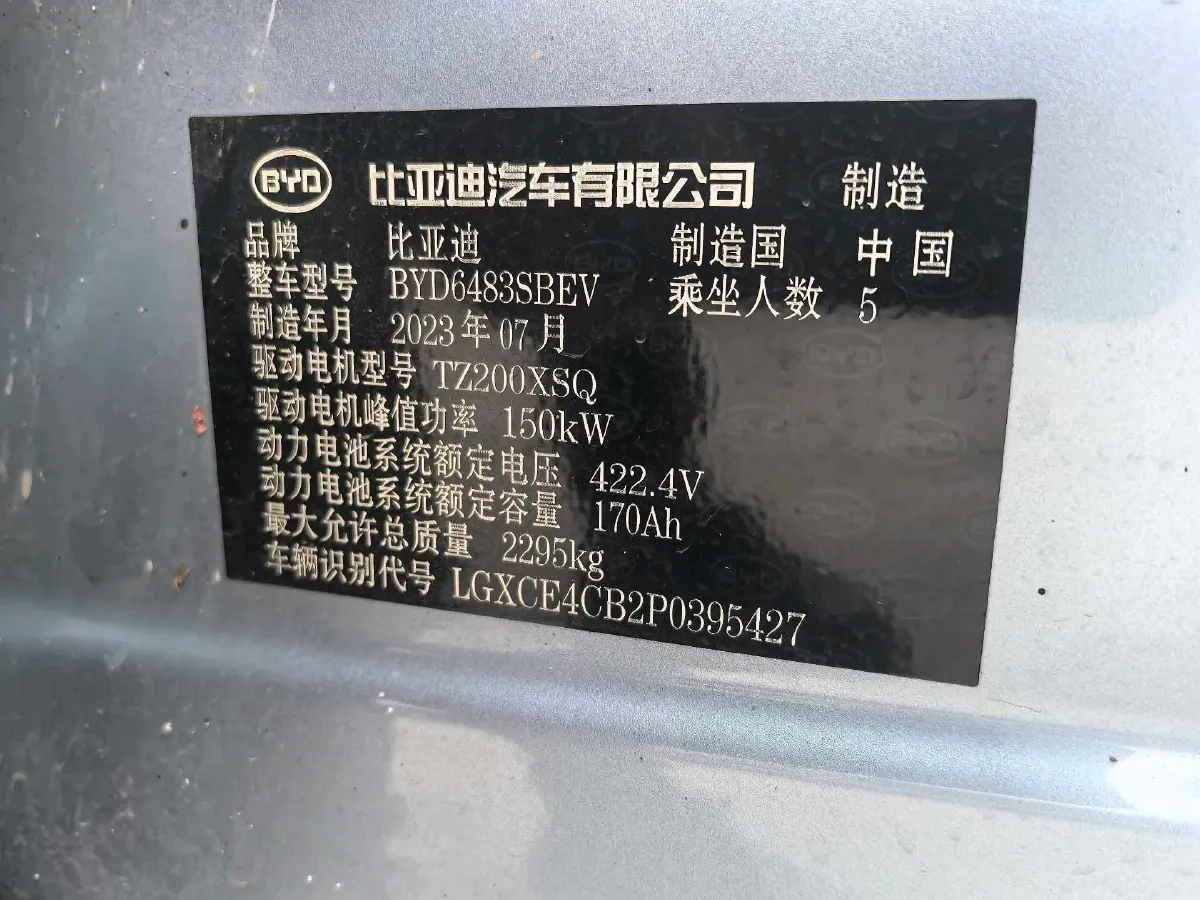 BYD 比亚迪汽车有限公司 制造
品牌 比亚迪 制造国 中国
整车型号 BYD6483SBEV 乘坐人数 5
制造年月 2023年07月
驱动电机型号 TZ200XSQ
驱动电机峰值功率 150kW
动力电池系统额定电压 422.4V
动力电池系统额定容量 170Ah
最大允许总质量 2295kg
车辆识别代号 LGXCE4CB2P0395427